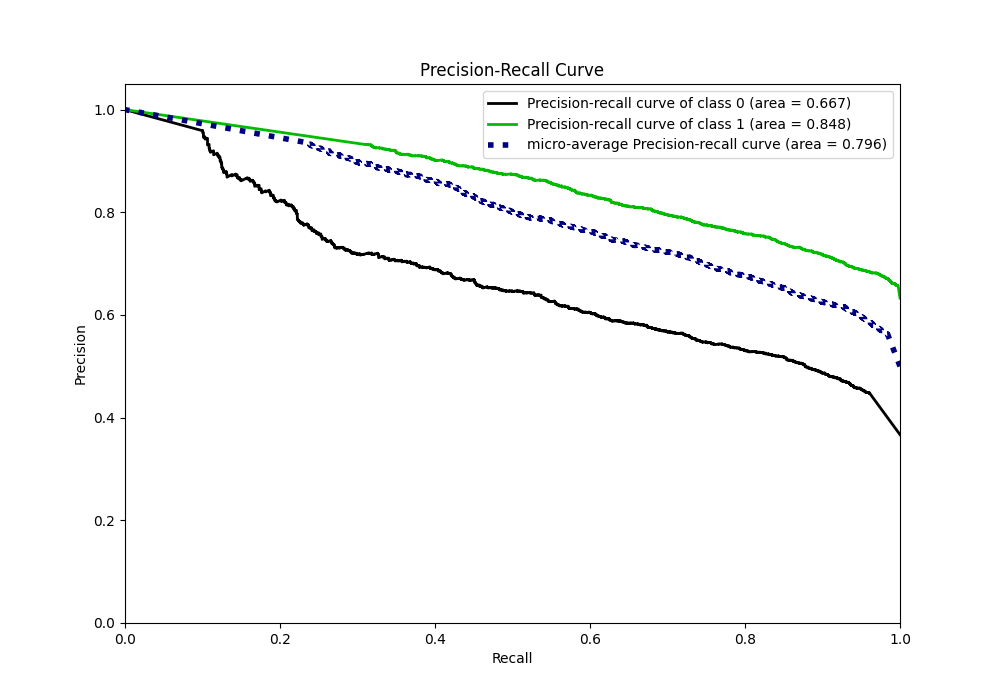 Precision-Recall Curve
Precision-recall curve of class 0 (area = 0.667)
Precision-recall curve of class 1 (area = 0.848)
micro-average Precision-recall curve (area = 0.796)
Precision
1.0
0.8
0.6
0.4
0.2
0.0
0.0 0.2 0.4 0.6 0.8 1.0
Recall